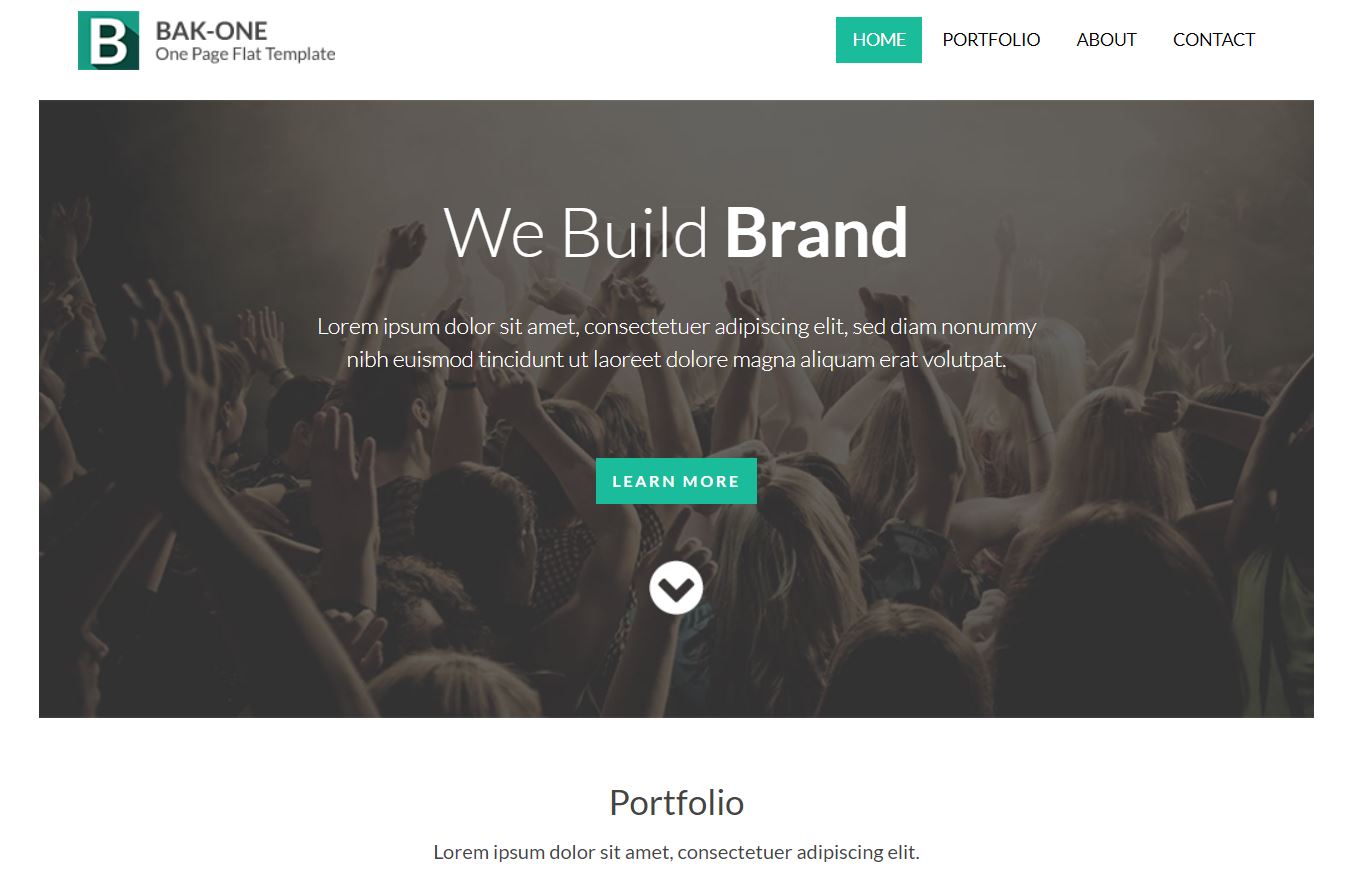 B
BAK-ONE
One Page Flat Template
HOME
PORTFOLIO
ABOUT
CONTACT
We Build Brand
Lorem ipsum dolor sit amet, consectetuer adipiscing elit, sed diam nonummy
nibh euismod tincidunt ut laoreet dolore magna aliquam erat volutpat.
LEARN MORE
Portfolio
Lorem ipsum dolor sit amet, consectetuer adipiscing elit.